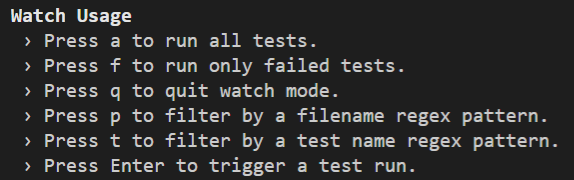 Watch Usage
› Press a to run all tests.
› Press f to run only failed tests.
› Press q to quit watch mode.
› Press p to filter by a filename regex pattern.
› Press t to filter by a test name regex pattern.
› Press Enter to trigger a test run.